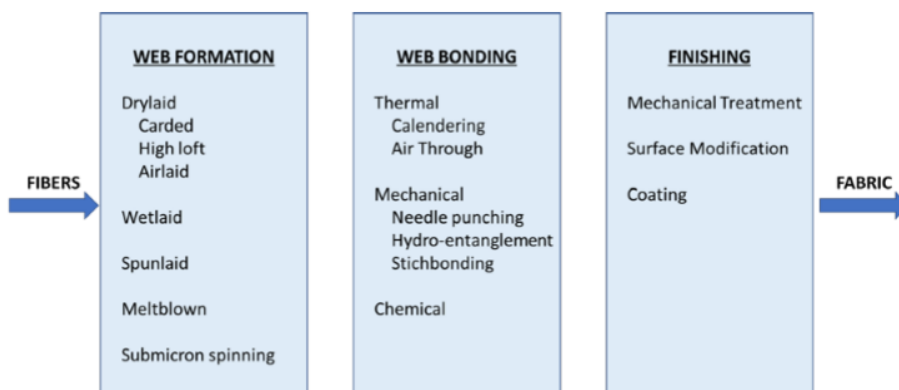 FIBERS
WEB FORMATION
Drylaid
Carded
High loft
Airlaid
Wetlaid
Spunlaid
Meltblown
Submicron spinning
WEB BONDING
Thermal
Calendering
Air Through
Mechanical
Needle punching
Hydro-entanglement
Stichbonding
Chemical
FINISHING
Mechanical Treatment
Surface Modification
Coating
FABRIC